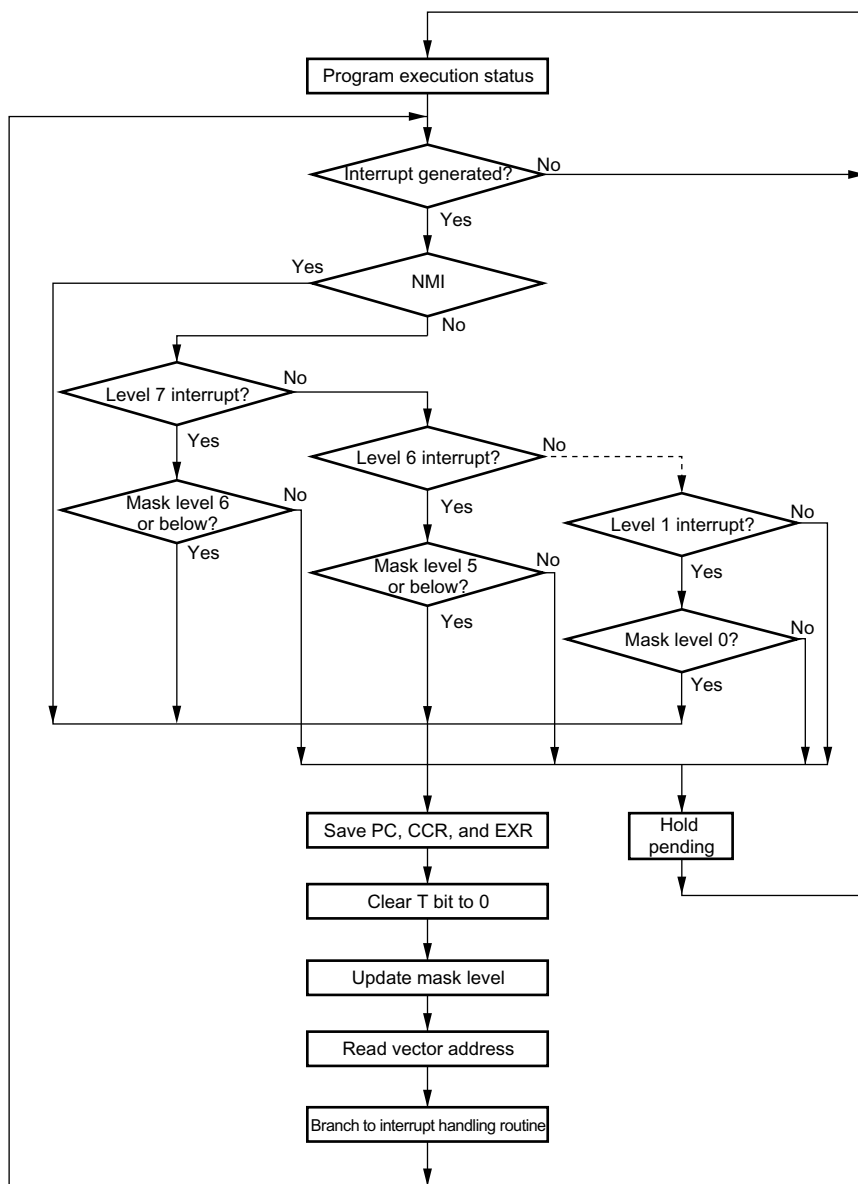 Program execution status
Interrupt generated?
No
Yes
Yes
NMI
No
Level 7 interrupt?
No
Yes
Level 6 interrupt?
No
Yes
Mask level 6
or below?
No
Yes
Level 1 interrupt?
No
Yes
Mask level 5
or below?
No
Yes
Mask level 0?
No
Yes
Save PC, CCR, and EXR
Hold
pending
Clear T bit to 0
Update mask level
Read vector address
Branch to interrupt handling routine